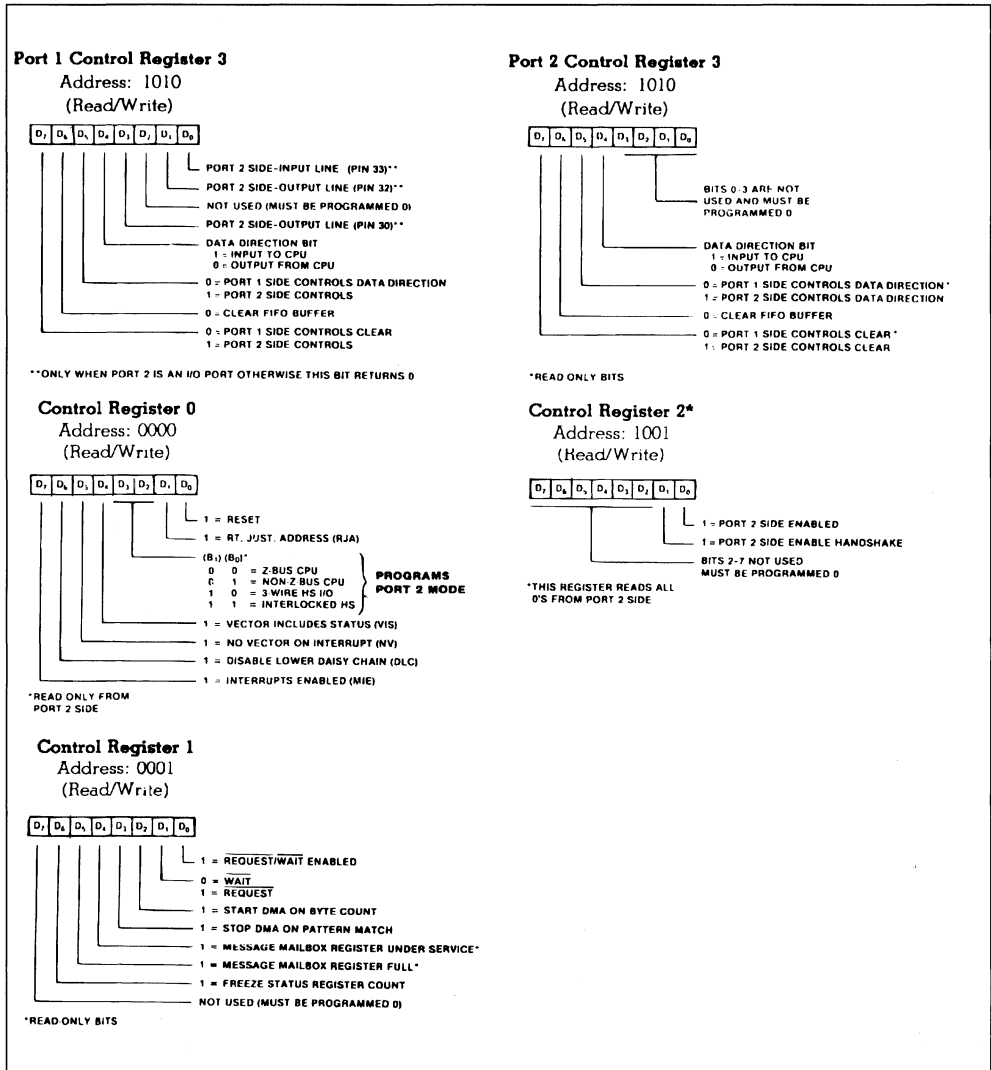 Port 1 Control Register 3
Address: 1010
(Read/Write)
D7 D6 D5 D4 D3 D2 D1 D0
PORT 2 SIDE-INPUT LINE (PIN 33)**
PORT 2 SIDE-OUTPUT LINE (PIN 32)**
NOT USED (MUST BE PROGRAMMED 0)
PORT 2 SIDE-OUTPUT LINE (PIN 30)**
DATA DIRECTION BIT
1 = INPUT TO CPU
0 = OUTPUT FROM CPU
0 = PORT 1 SIDE CONTROLS DATA DIRECTION
1 = PORT 2 SIDE CONTROLS
0 = CLEAR FIFO BUFFER
0 = PORT 1 SIDE CONTROLS CLEAR
1 = PORT 2 SIDE CONTROLS
**ONLY WHEN PORT 2 IS AN I/O PORT OTHERWISE THIS BIT RETURNS 0
Port 2 Control Register 3
Address: 1010
(Read/Write)
D7 D6 D5 D4 D3 D2 D1 D0
BITS 0-3 ARE NOT
USED AND MUST BE
PROGRAMMED 0
DATA DIRECTION BIT
1 = INPUT TO CPU
0 = OUTPUT FROM CPU
0 = PORT 1 SIDE CONTROLS DATA DIRECTION*
1 = PORT 2 SIDE CONTROLS DATA DIRECTION
0 = CLEAR FIFO BUFFER
0 = PORT 1 SIDE CONTROLS CLEAR*
1 = PORT 2 SIDE CONTROLS CLEAR
*READ ONLY BITS
Control Register 0
Address: 0000
(Read/Write)
D7 D6 D5 D4 D3 D2 D1 D0
1 = RESET
1 = RT. JUST. ADDRESS (RJA)
(B1) (B0)*
0 0 = Z-BUS CPU
0 1 = NON-Z-BUS CPU
1 0 = 3-WIRE HS I/O
1 1 = INTERLOCKED HS
PROGRAMS
PORT 2 MODE
1 = VECTOR INCLUDES STATUS (VIS)
1 = NO VECTOR ON INTERRUPT (NV)
1 = DISABLE LOWER DAISY CHAIN (DLC)
1 = INTERRUPTS ENABLED (MIE)
*READ ONLY FROM
PORT 2 SIDE
Control Register 2*
Address: 1001
(Read/Write)
D7 D6 D5 D4 D3 D2 D1 D0
1 = PORT 2 SIDE ENABLED
1 = PORT 2 SIDE ENABLE HANDSHAKE
BITS 2-7 NOT USED
MUST BE PROGRAMMED 0
*THIS REGISTER READS ALL
0'S FROM PORT 2 SIDE
Control Register 1
Address: 0001
(Read/Write)
D7 D6 D5 D4 D3 D2 D1 D0
1 = REQUEST/WAIT ENABLED
0 = WAIT
1 = REQUEST
1 = START DMA ON BYTE COUNT
1 = STOP DMA ON PATTERN MATCH
1 = MESSAGE MAILBOX REGISTER UNDER SERVICE*
1 = MESSAGE MAILBOX REGISTER FULL*
1 = FREEZE STATUS REGISTER COUNT
NOT USED (MUST BE PROGRAMMED 0)
*READ-ONLY BITS